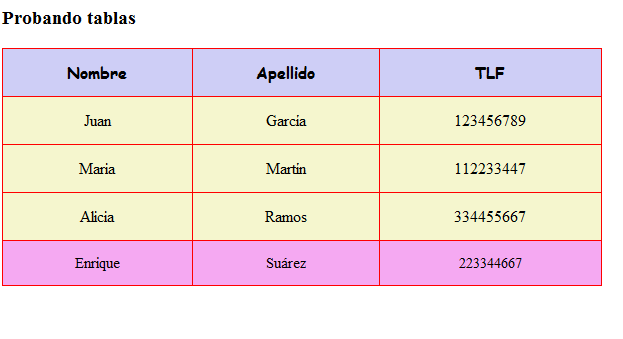 Probando tablas
Nombre Apellido TLF
Juan García 123456789
Maria Martín 112233447
Alicia Ramos 334455667
Enrique Suárez 223344667